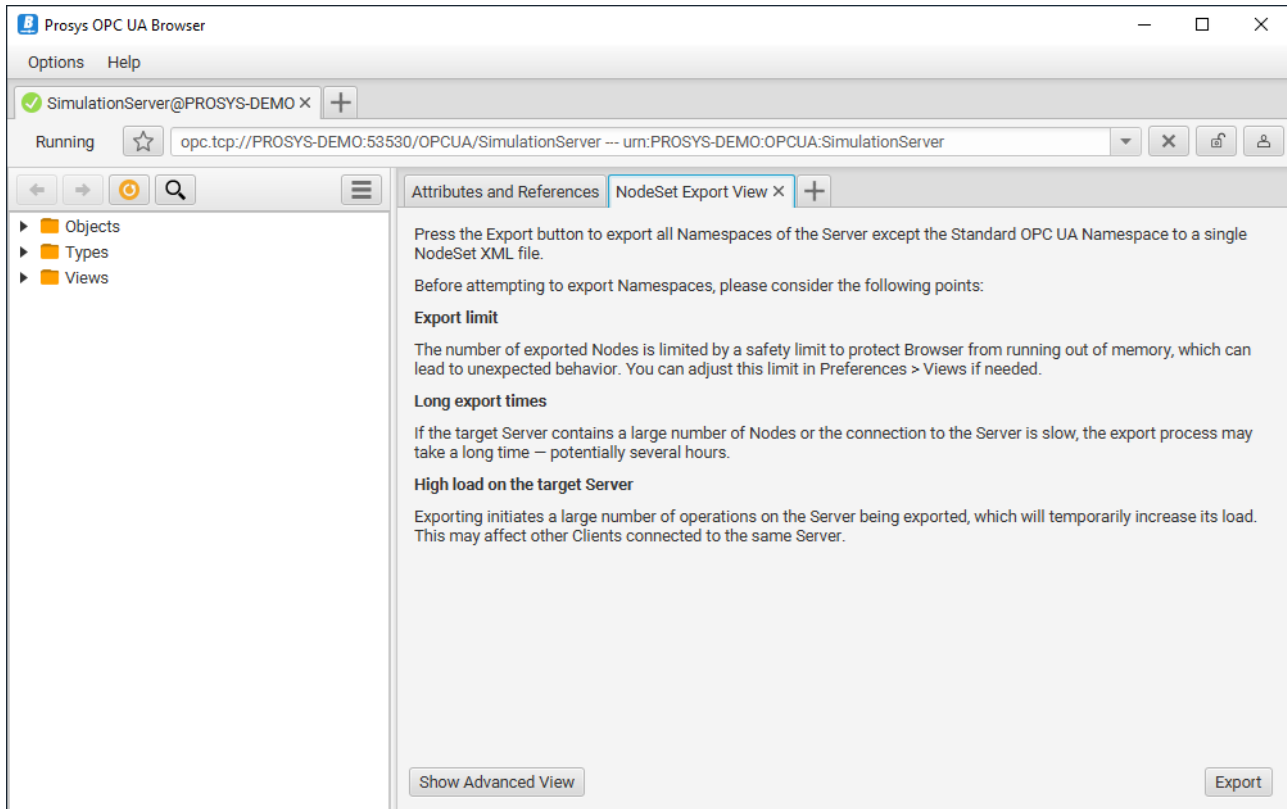 Prosys OPC UA Browser
Options Help
SimulationServer@PROSYS-DEMO
Running opc.tcp://PROSYS-DEMO:53530/OPCUA/SimulationServer --- urn:PROSYS-DEMO:OPCUA:SimulationServer
Objects
Types
Views
Attributes and References NodeSet Export View
Press the Export button to export all Namespaces of the Server except the Standard OPC UA Namespace to a single
NodeSet XML file.
Before attempting to export Namespaces, please consider the following points:
Export limit
The number of exported Nodes is limited by a safety limit to protect Browser from running out of memory, which can
lead to unexpected behavior. You can adjust this limit in Preferences > Views if needed.
Long export times
If the target Server contains a large number of Nodes or the connection to the Server is slow, the export process may
take a long time — potentially several hours.
High load on the target Server
Exporting initiates a large number of operations on the Server being exported, which will temporarily increase its load.
This may affect other Clients connected to the same Server.
Show Advanced View Export